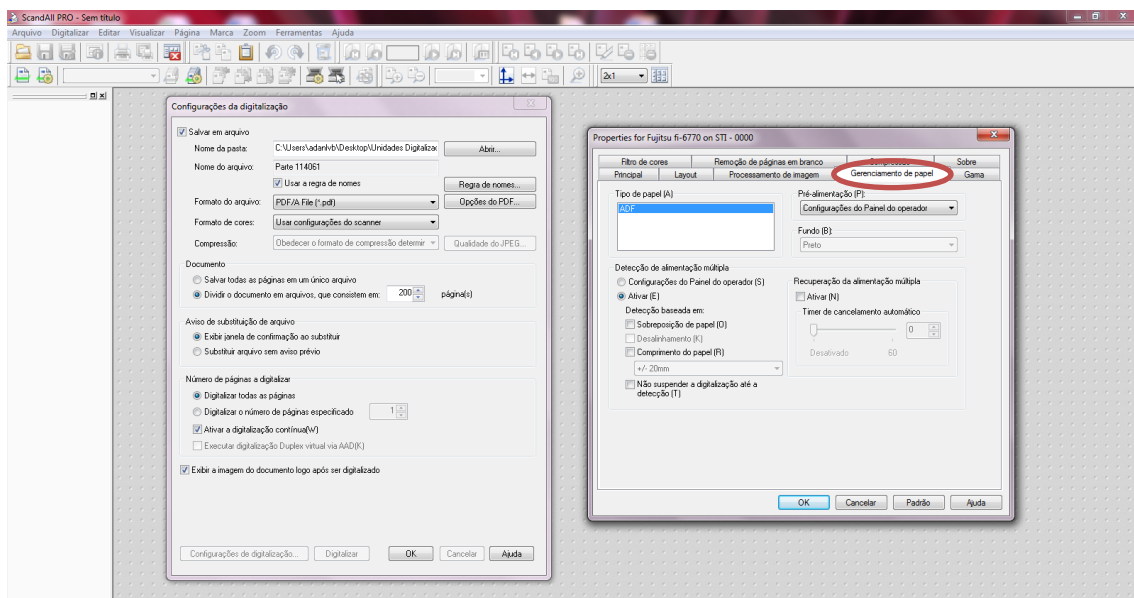 ScandAll PRO - Sem título
Arquivo Digitalizar Editar Visualizar Página Marca Zoom Ferramentas Ajuda
2x1
Configurações da digitalização
Salvar em arquivo
Nome da pasta: C:\Users\adanlvb\Desktop\Unidades Digitalizac Abrir...
Nome do arquivo: Parte 114061
Usar a regra de nomes Regra de nomes...
Formato do arquivo: PDF/A File (*.pdf) Opções do PDF...
Formato de cores: Usar configurações do scanner
Compressão: Obedecer o formato de compressão determir Qualidade do JPEG...
Documento
Salvar todas as páginas em um único arquivo
Dividir o documento em arquivos, que consistem em: 200 página(s)
Aviso de substituição de arquivo
Exibir janela de confirmação ao substituir
Substituir arquivo sem aviso prévio
Número de páginas a digitalizar
Digitalizar todas as páginas
Digitalizar o número de páginas especificado 1
Ativar a digitalização contínua(W)
Executar digitalização Duplex virtual via AAD(K)
Exibir a imagem do documento logo após ser digitalizado
Configurações de digitalização... Digitalizar OK Cancelar Ajuda
Properties for Fujitsu fi-6770 on STI - 0000
Filtro de cores Remoção de páginas em branco Compressão Sobre
Principal Layout Processamento de imagem Gerenciamento de papel Gama
Tipo de papel (A)
ADF
Pré-alimentação (P):
Configurações do Painel do operador
Fundo (B):
Preto
Detecção de alimentação múltipla
Configurações do Painel do operador (S)
Ativar (E)
Detecção baseada em:
Sobreposição de papel (O)
Desalinhamento (K)
Comprimento do papel (R)
+/- 20mm
Não suspender a digitalização até a
detecção (T)
Recuperação da alimentação múltipla
Ativar (N)
Timer de cancelamento automático
0
Desativado 60
OK Cancelar Padrão Ajuda